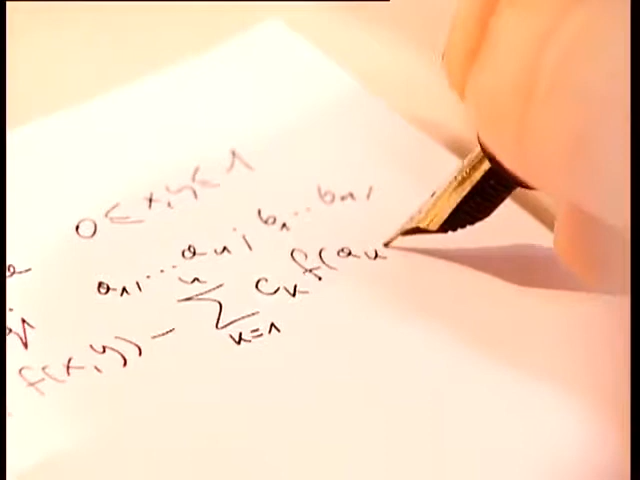 0 ≤ x, y ≤ 1
a₁, ... aₙ, b₁ ... bₙ,
f(x,y) - ∑ₖ₌₁ⁿ cₖ f(aₖ